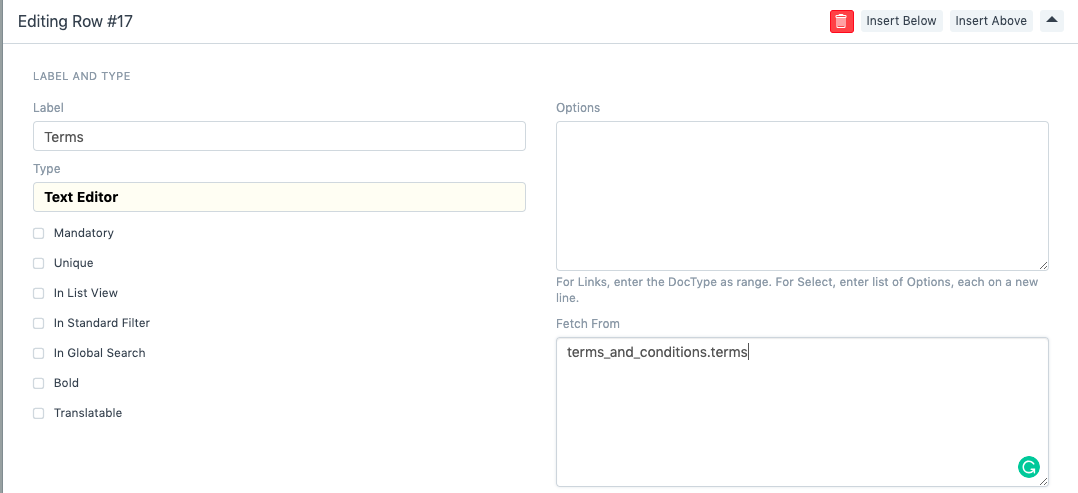 Editing Row #17
Insert Below
Insert Above
LABEL AND TYPE
Label
Terms
Type
Text Editor
Mandatory
Unique
In List View
In Standard Filter
In Global Search
Bold
Translatable
Options
For Links, enter the DocType as range. For Select, enter list of Options, each on a new
line.
Fetch From
terms_and_conditions.terms